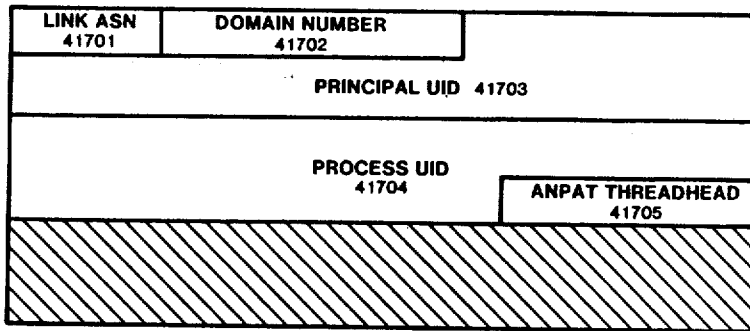 LINK ASN
41701
DOMAIN NUMBER
41702
PRINCIPAL UID 41703
PROCESS UID
41704
ANPAT THREADHEAD
41705